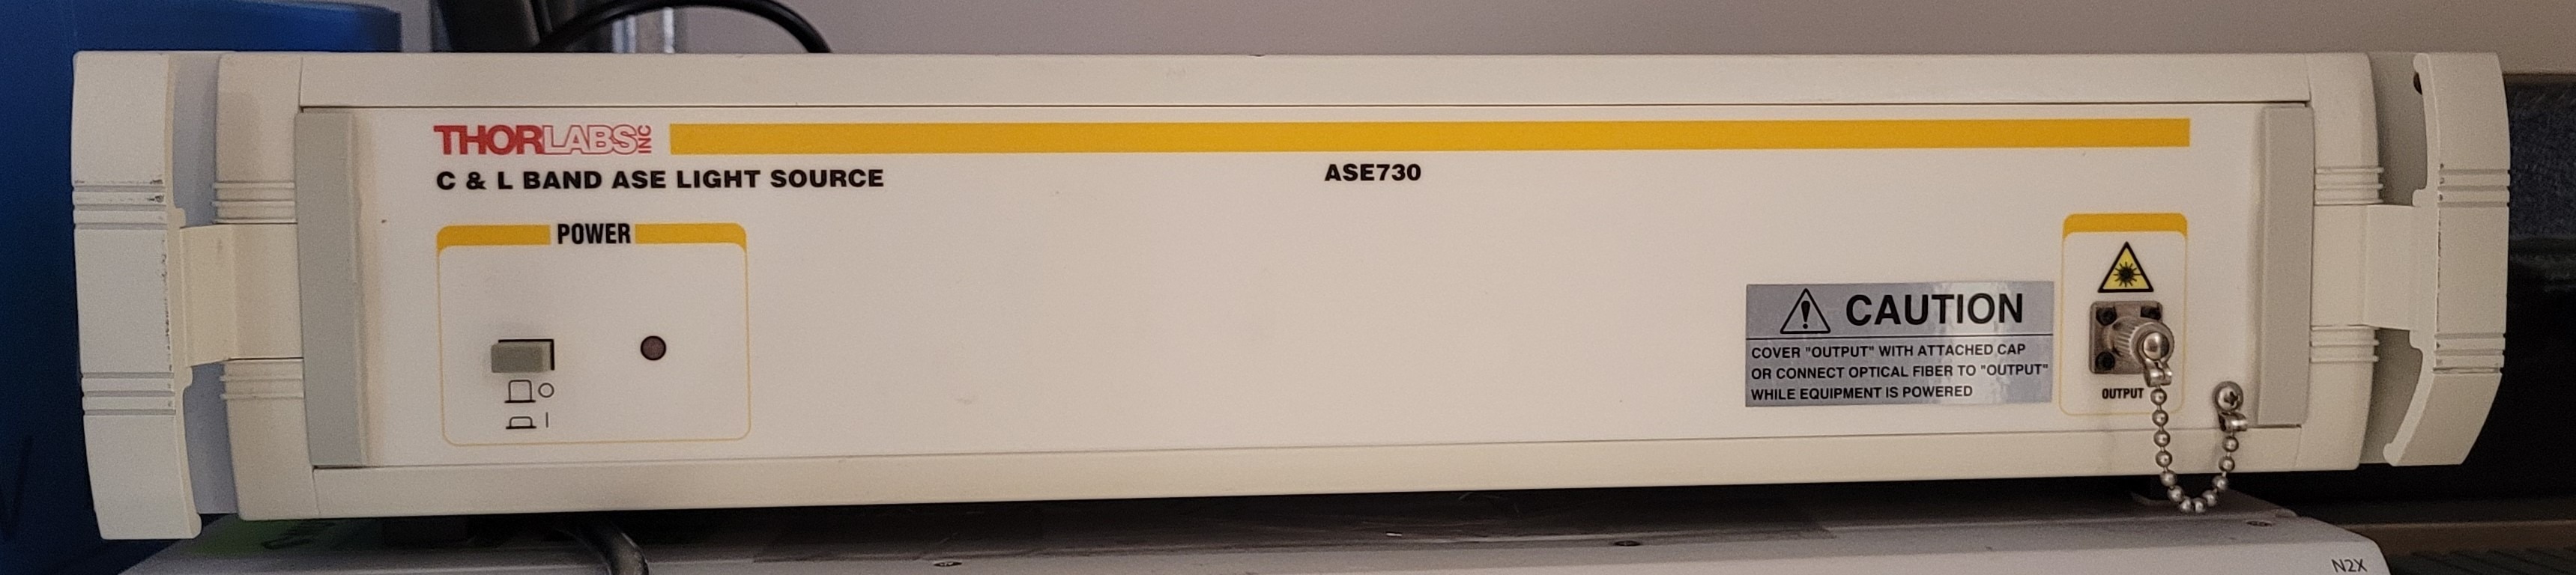 THORLABS INC
C & L BAND ASE LIGHT SOURCE
ASE730
POWER
CAUTION
COVER "OUTPUT" WITH ATTACHED CAP
OR CONNECT OPTICAL FIBER TO "OUTPUT"
WHILE EQUIPMENT IS POWERED
OUTPUT
N2X